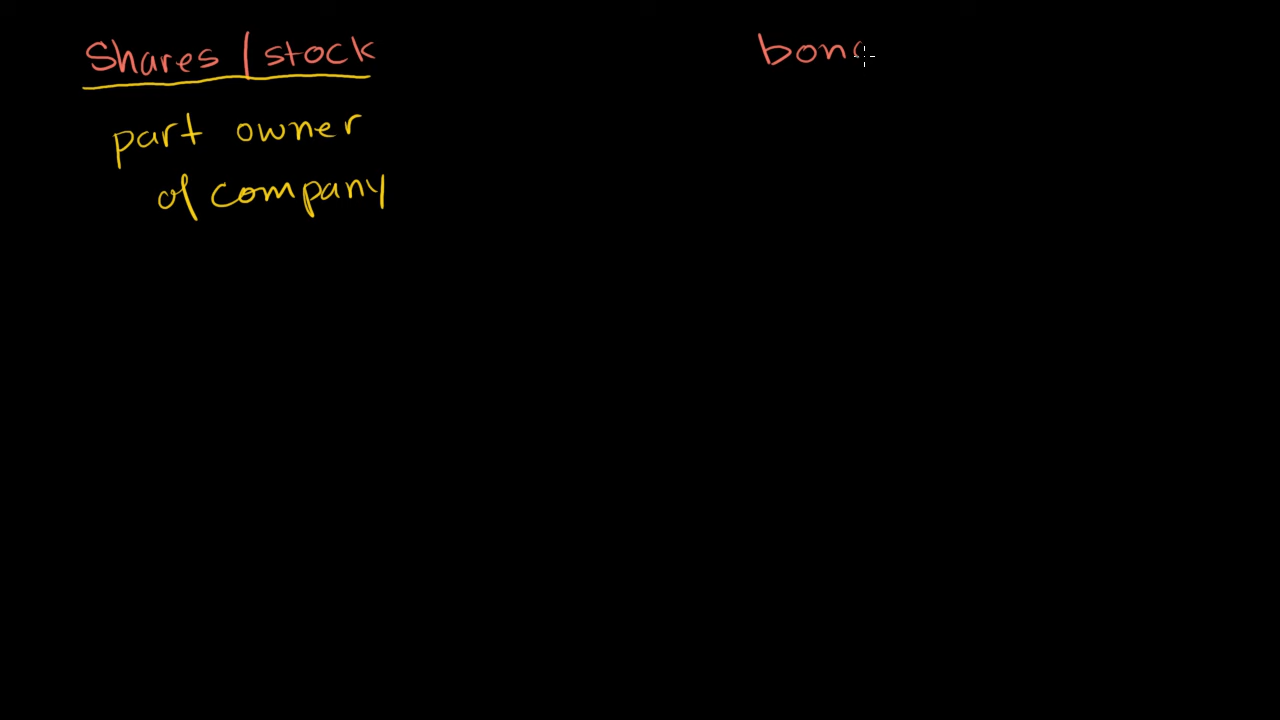 Shares | stock
part owner
of company
bon